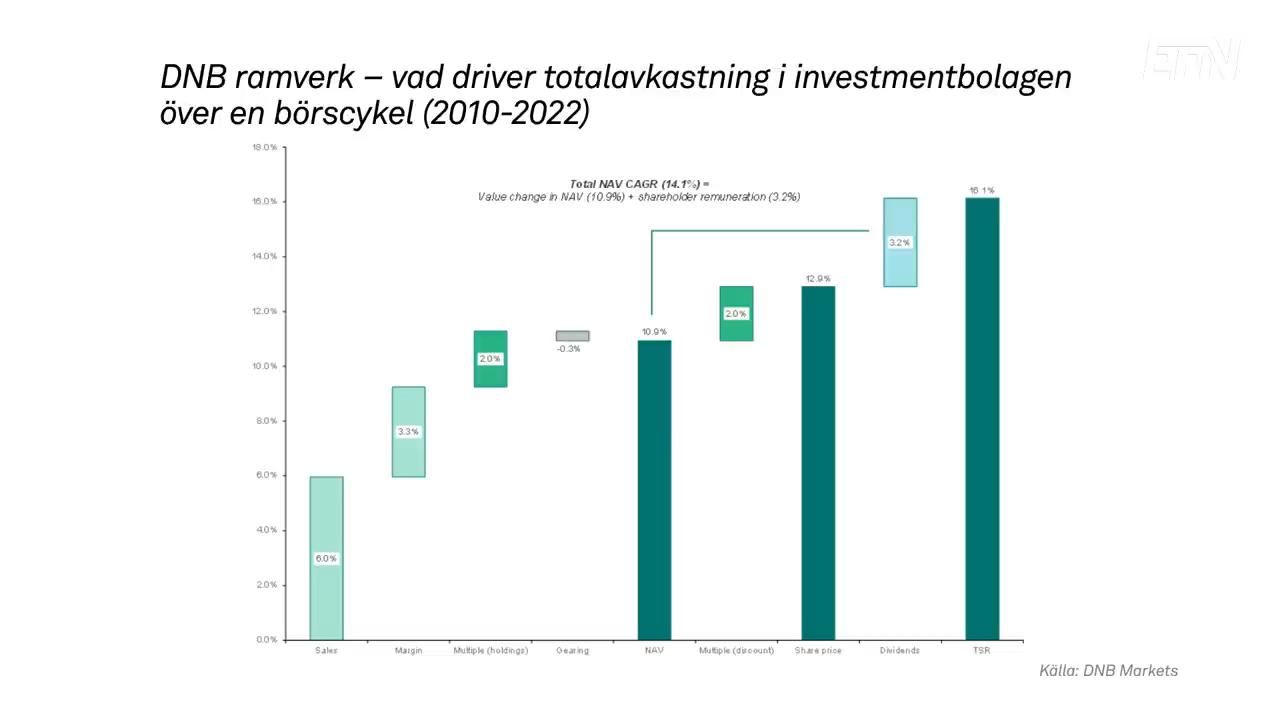 DNB ramverk – vad driver totalavkastning i investmentbolagen
över en börscykel (2010-2022)
ETN
18.0%
16.0%
14.0%
12.0%
10.0%
8.0%
6.0%
4.0%
2.0%
0.0%
Total NAV CAGR (14.1%) =
Value change in NAV (10.9%) + shareholder remuneration (3.2%)
6.0%
3.3%
2.0%
-0.3%
10.9%
2.0%
12.9%
3.2%
16.1%
Sales
Margin
Multiple (holdings)
Gearing
NAV
Multiple (discount)
Share price
Dividends
TSR
Källa: DNB Markets